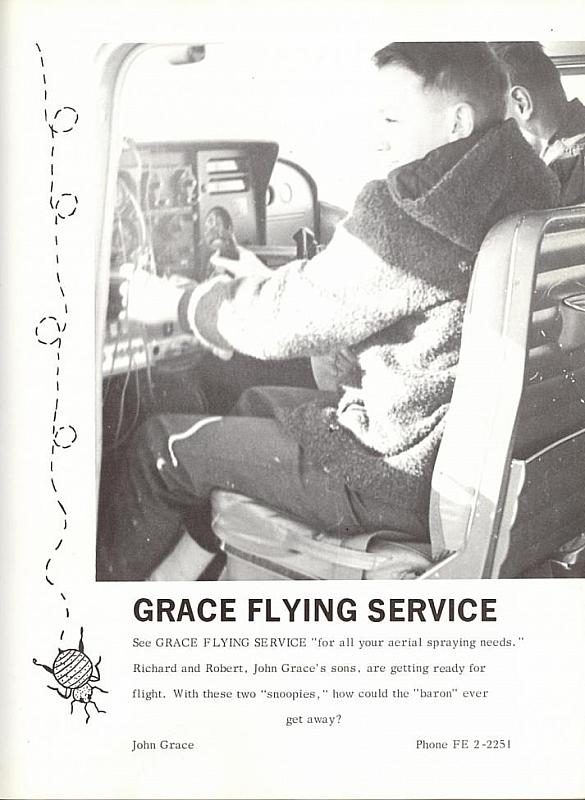 GRACE FLYING SERVICE
See GRACE FLYING SERVICE "for all your aerial spraying needs."
Richard and Robert, John Grace's sons, are getting ready for
flight. With these two "snoopies," how could the "baron" ever
get away?
John Grace Phone FE 2-2251